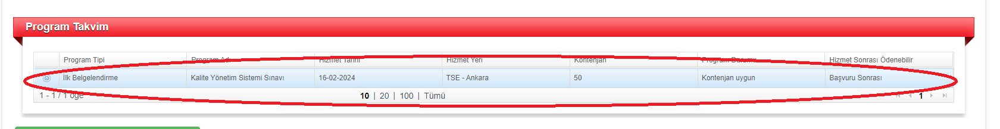 Program Takvim
Program Tipi Program Adı Hizmet Tarihi Hizmet Yeri Kontenjan Program Durumu Hizmet Sonrası Ödenebilir
İlk Belgelendirme Kalite Yönetim Sistemi Sınavı 16-02-2024 TSE - Ankara 50 Kontenjan uygun Başvuru Sonrası
1 - 1 / 1 öge 10 | 20 | 100 | Tümü 1